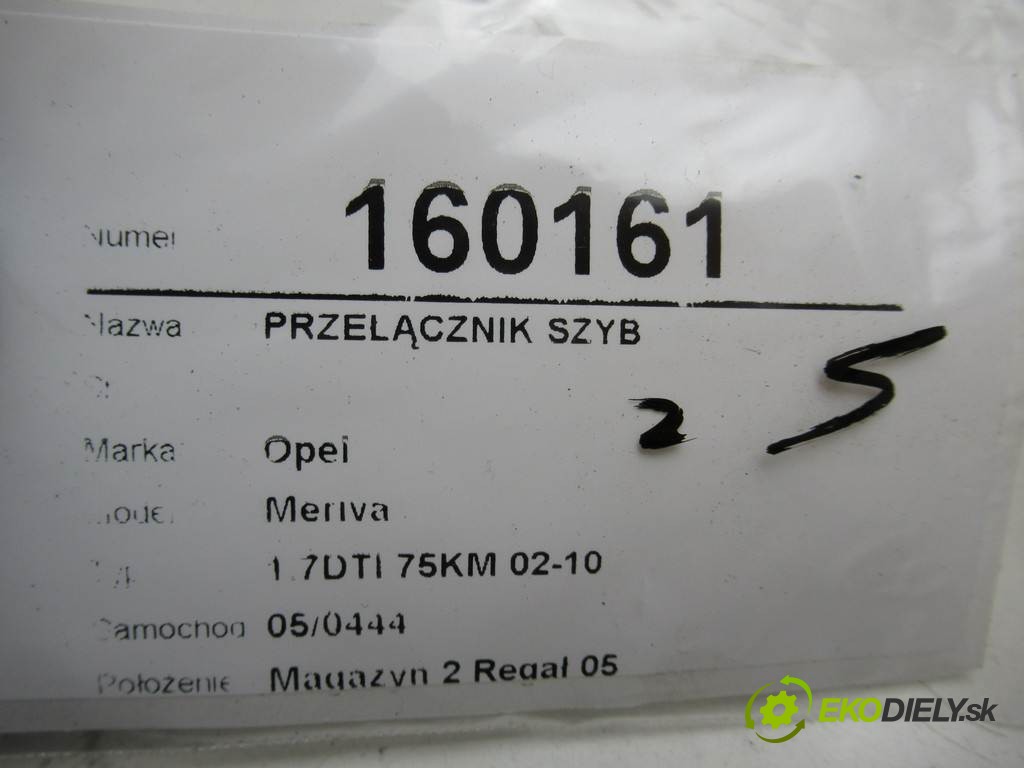 Numer 160161
Nazwa PRZEŁĄCZNIK SZYB
2 5
Marka Opel
Model Meriva
1.7DTI 75KM 02-10
Samochod 05/0444
Położenie Magazyn 2 Regał 05
EKODIELY.sk